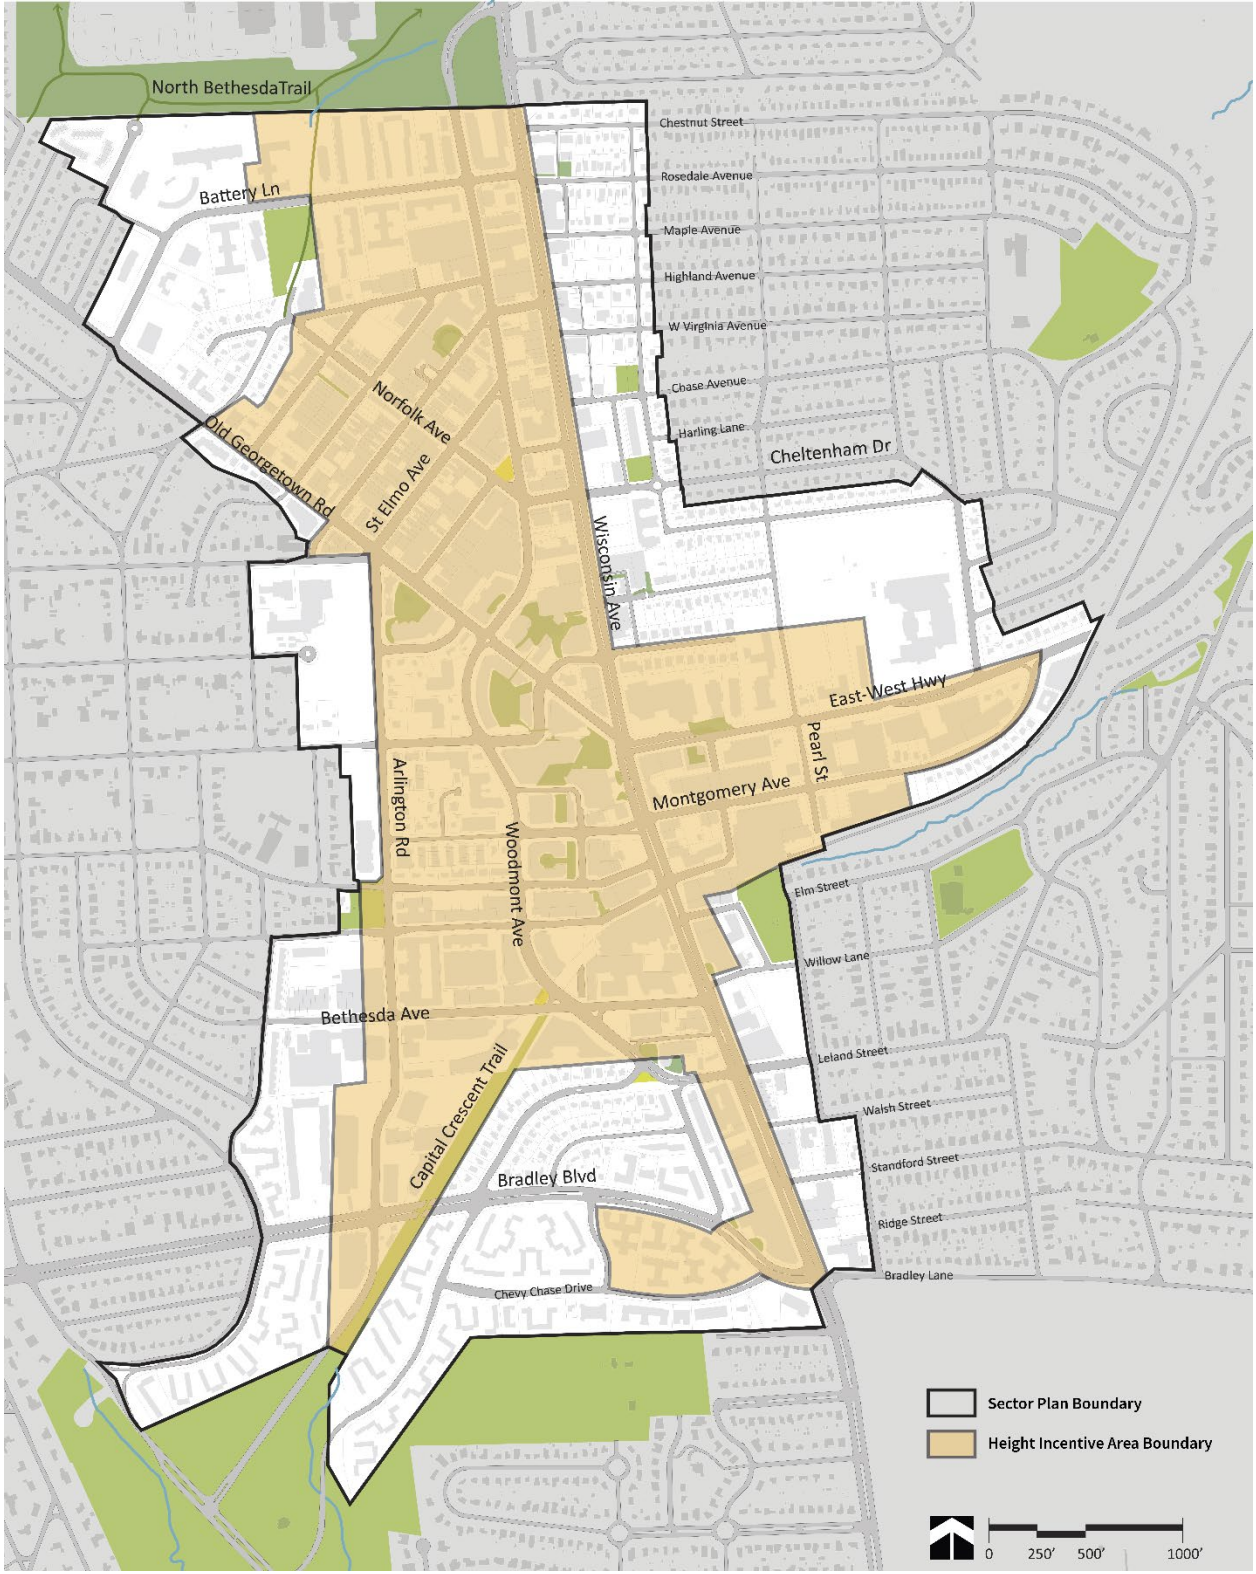 North BethesdaTrail
Chestnut Street
Rosedale Avenue
Battery Ln
Maple Avenue
Highland Avenue
W Virginia Avenue
Chase Avenue
Norfolk Ave
Harling Lane
Old Georgetown Rd
St Elmo Ave
Cheltenham Dr
Wisconsin Ave
East-West Hwy
Pearl St
Montgomery Ave
Arlington Rd
Woodmont Ave
Elm Street
Willow Lane
Bethesda Ave
Leland Street
Capital Crescent Trail
Walsh Street
Standford Street
Bradley Blvd
Ridge Street
Bradley Lane
Chevy Chase Drive
Sector Plan Boundary
Height Incentive Area Boundary
0 250' 500' 1000'